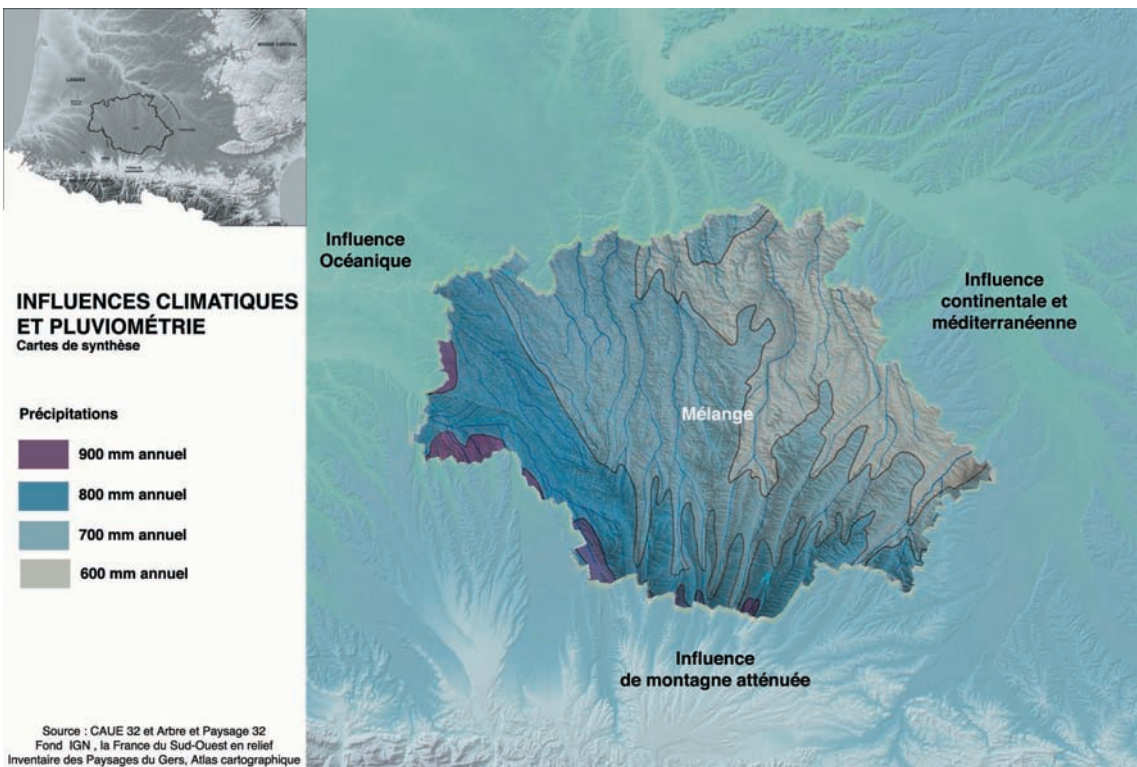 MASSIF CENTRAL
LANDES
INFLUENCES CLIMATIQUES
ET PLUVIOMÉTRIE
Cartes de synthèse
Précipitations
900 mm annuel
800 mm annuel
700 mm annuel
600 mm annuel
Source : CAUE 32 et Arbre et Paysage 32
Fond IGN , la France du Sud-Ouest en relief
Inventaire des Paysages du Gers, Atlas cartographique
Influence
Océanique
Influence
continentale et
méditerranéenne
Mélange
Influence
de montagne atténuée